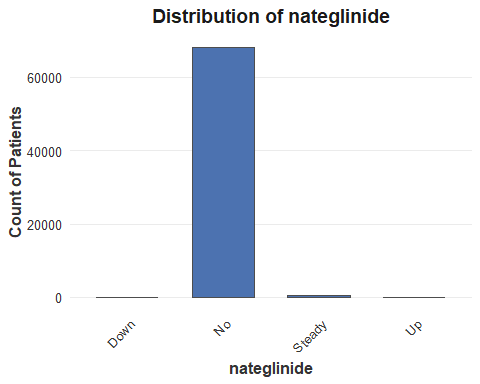 Distribution of nateglinide
Count of Patients
60000
40000
20000
0
Down
No
Steady
Up
nateglinide